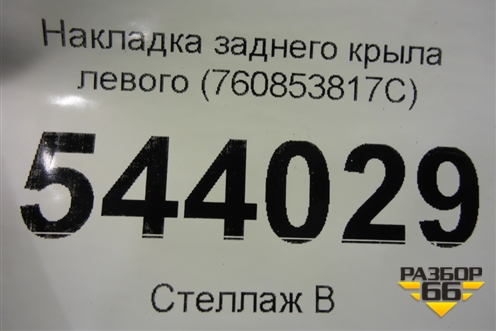 Накладка заднего крыла
левого (760853817C)
544029
Стеллаж В
РАЗБОР
66